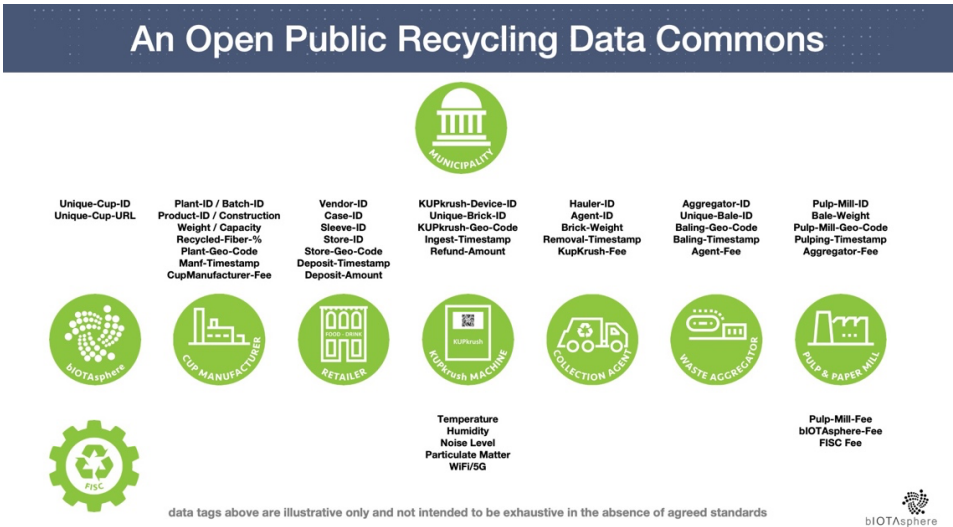 An Open Public Recycling Data Commons
MUNICIPALITY
Unique-Cup-ID
Unique-Cup-URL
Plant-ID / Batch-ID
Product-ID / Construction
Weight / Capacity
Recycled-Fiber-%
Plant-Geo-Code
Manf-Timestamp
CupManufacturer-Fee
Vendor-ID
Case-ID
Sleeve-ID
Store-ID
Store-Geo-Code
Deposit-Timestamp
Deposit-Amount
KUPkrush-Device-ID
Unique-Brick-ID
KUPkrush-Geo-Code
Ingest-Timestamp
Refund-Amount
Hauler-ID
Agent-ID
Brick-Weight
Removal-Timestamp
KupKrush-Fee
Aggregator-ID
Unique-Bale-ID
Baling-Geo-Code
Baling-Timestamp
Agent-Fee
Pulp-Mill-ID
Bale-Weight
Pulp-Mill-Geo-Code
Pulping-Timestamp
Aggregator-Fee
bIOTAsphere
CUP MANUFACTURER
FOOD - DRINK
RETAILER
KUPkrush
KUPkrush MACHINE
COLLECTION AGENT
WASTE AGGREGATOR
PULP & PAPER MILL
FISC
Temperature
Humidity
Noise Level
Particulate Matter
WiFi/5G
Pulp-Mill-Fee
bIOTAsphere-Fee
FISC Fee
data tags above are illustrative only and not intended to be exhaustive in the absence of agreed standards
bIOTΛsphere